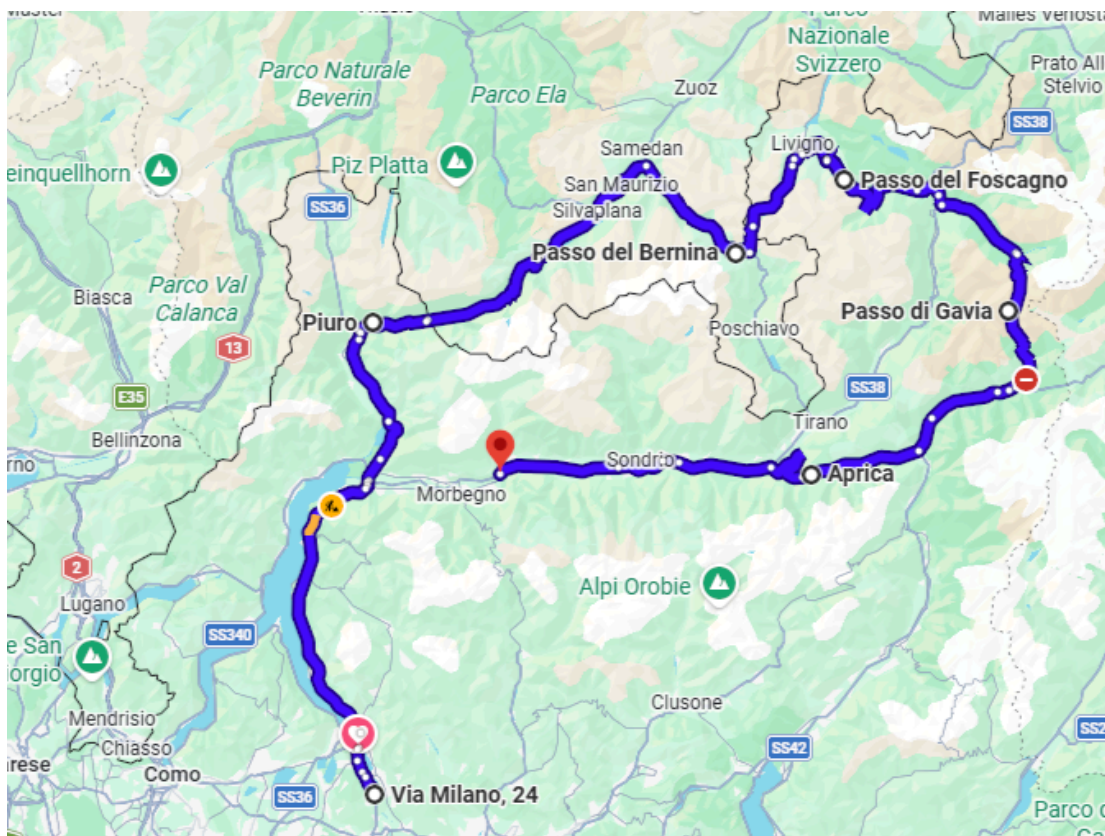 Parco
Nazionale
Svizzero
Malles Venosta
Zuoz
Prato All
Stelvio
Parco Naturale
Beverin
Parco Ela
SS38
Samedan
Livigno
einquellhorn
Piz Platta
San Maurizio
Passo del Foscagno
SS36
Silvaplana
Passo del Bernina
Parco Val
Calanca
Biasca
Piuro
Passo di Gavia
Poschiavo
13
E35
SS38
Bellinzona
Tirano
Sondrio
Aprica
Morbegno
2
Alpi Orobie
Lugano
SS340
e San
iorgio
Clusone
Mendrisio
Chiasso
SS42
arese
Como
SS36
Via Milano, 24
Parco